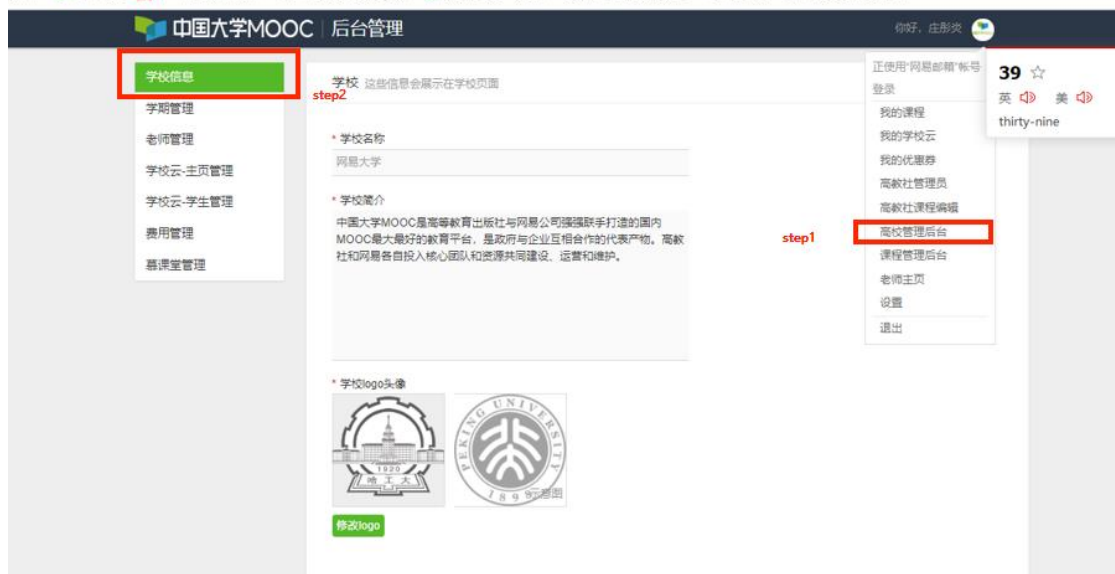 中国大学MOOC 后台管理
你好，庄彤炎
学校信息
step2
学期管理
老师管理
学校云-主页管理
学校云-学生管理
费用管理
慕课堂管理
学校 这些信息会展示在学校页面
* 学校名称
网易大学
* 学校简介
中国大学MOOC是高等教育出版社与网易公司强强联手打造的国内
MOOC最大最好的教育平台，是政府与企业互相合作的代表产物。高教
社和网易各自投入核心团队和资源共同建设、运营和维护。
* 学校logo头像
1920
哈工大
PEKING UNIVERSITY
1898
示意图
修改logo
正使用"网易邮箱"帐号
登录
我的课程
我的学校云
我的优惠券
高教社管理员
高教社课程编辑
step1
高校管理后台
课程管理后台
老师主页
设置
退出
39
英 美
thirty-nine